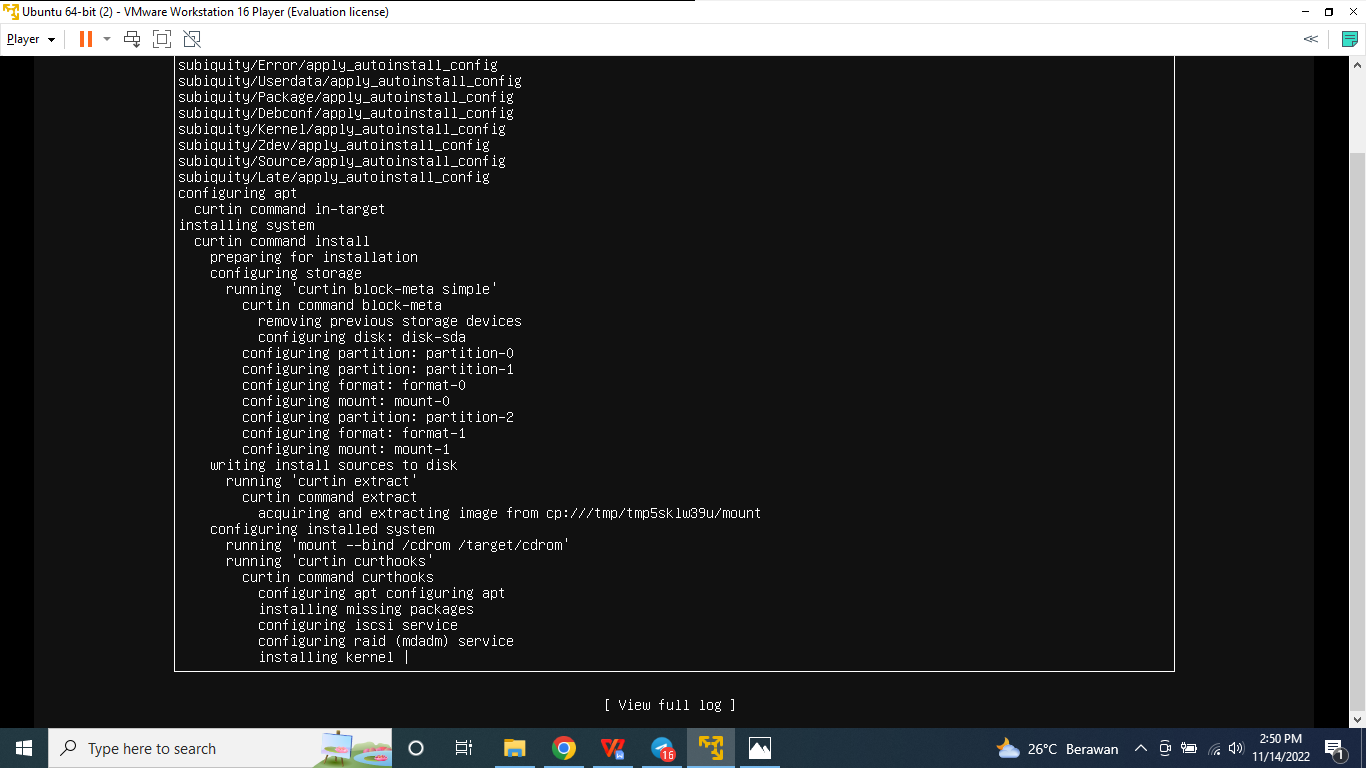 Ubuntu 64-bit (2) - VMware Workstation 16 Player (Evaluation license)
Player
subiquity/Error/apply_autoinstall_config
subiquity/Userdata/apply_autoinstall_config
subiquity/Package/apply_autoinstall_config
subiquity/Debconf/apply_autoinstall_config
subiquity/Kernel/apply_autoinstall_config
subiquity/Zdev/apply_autoinstall_config
subiquity/Source/apply_autoinstall_config
subiquity/Late/apply_autoinstall_config
configuring apt
curtin command in-target
installing system
curtin command install
preparing for installation
configuring storage
running 'curtin block-meta simple'
curtin command block-meta
removing previous storage devices
configuring disk: disk-sda
configuring partition: partition-0
configuring partition: partition-1
configuring format: format-0
configuring mount: mount-0
configuring partition: partition-2
configuring format: format-1
configuring mount: mount-1
writing install sources to disk
running 'curtin extract'
curtin command extract
acquiring and extracting image from cp:///tmp/tmp5sklw39u/mount
configuring installed system
running 'mount --bind /cdrom /target/cdrom'
running 'curtin curthooks'
curtin command curthooks
configuring apt configuring apt
installing missing packages
configuring iscsi service
configuring raid (mdadm) service
installing kernel |
[ View full log ]
Type here to search
16
26°C Berawan
2:50 PM
11/14/2022
1